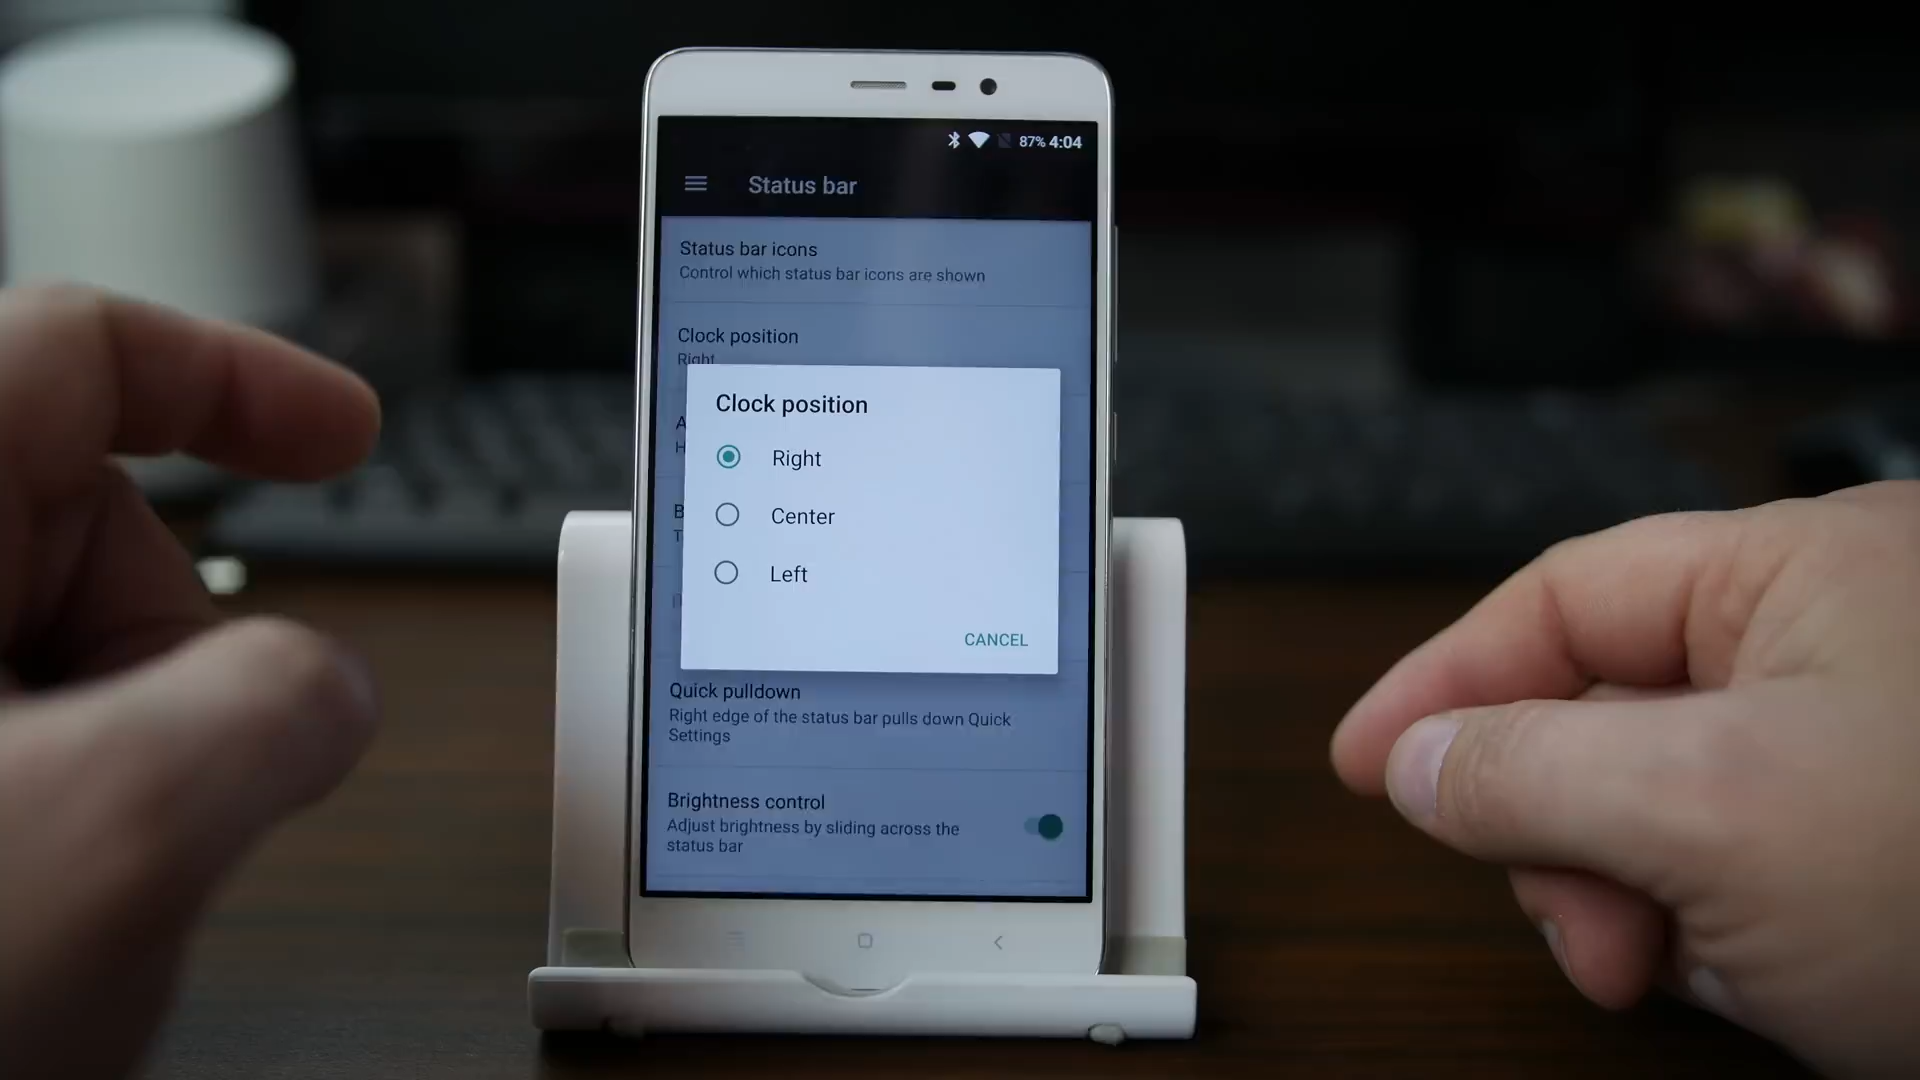 87% 4:04
Status bar
Status bar icons
Control which status bar icons are shown
Clock position
Right
A
H
B
T
Clock position
Right
Center
Left
CANCEL
Quick pulldown
Right edge of the status bar pulls down Quick
Settings
Brightness control
Adjust brightness by sliding across the
status bar